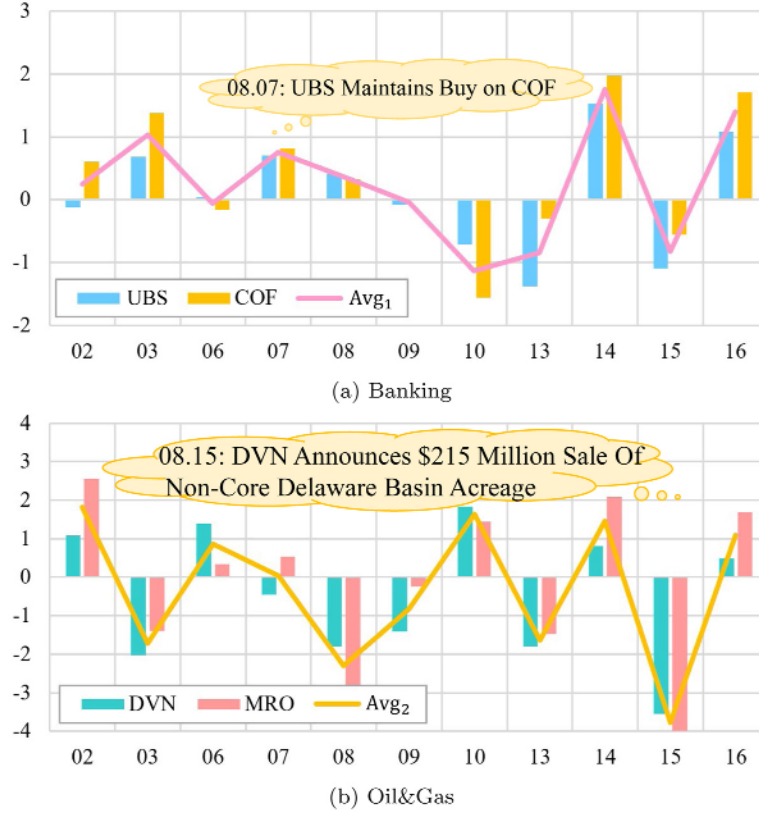 3
08.07: UBS Maintains Buy on COF
2
1
0
-1
UBS COF Avg₁
-2
02 03 06 07 08 09 10 13 14 15 16
(a) Banking
4
08.15: DVN Announces $215 Million Sale Of
3
Non-Core Delaware Basin Acreage
2
1
0
-1
-2
-3
DVN MRO Avg₂
-4
02 03 06 07 08 09 10 13 14 15 16
(b) Oil&Gas